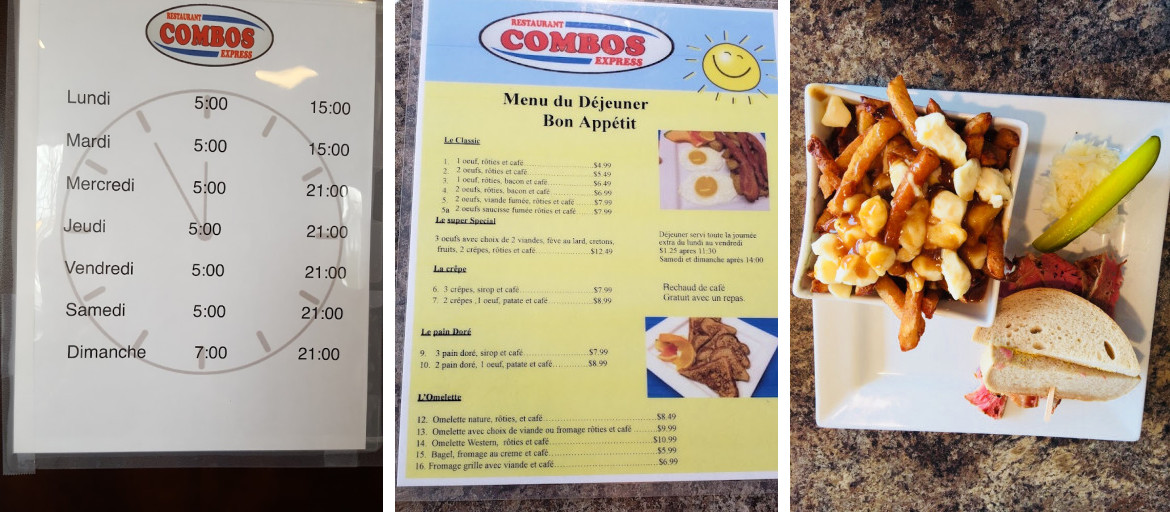 RESTAURANT
COMBOS
EXPRESS
Lundi 5:00 15:00
Mardi 5:00 15:00
Mercredi 5:00 21:00
Jeudi 5:00 21:00
Vendredi 5:00 21:00
Samedi 5:00 21:00
Dimanche 7:00 21:00
RESTAURANT
COMBOS
EXPRESS
Menu du Déjeuner
Bon Appétit
Le Classic
1. 1 oeuf, rôties et café $4.99
2. 2 oeufs, rôties et café $5.49
3. 1 oeuf, rôties, bacon et café $6.49
4. 2 oeufs, rôties, bacon et café $6.99
5. 2 oeufs, viande fumée, rôties et café $7.99
5a 2 oeufs saucisse fumée rôties et café $7.99
Le super Special
3 oeufs avec choix de 2 viandes, fève au lard, cretons,
fruits, 2 crêpes, rôties et café $12.49
Déjeuner servi toute la journée
extra du lundi au vendredi
$1.25 apres 11:30
Samedi et dimanche après 14:00
La crêpe
6. 3 crêpes, sirop et café $7.99
7. 2 crêpes ,1 oeuf, patate et café $8.99
Rechaud de café
Gratuit avec un repas.
Le pain Doré
9. 3 pain doré, sirop et café $7.99
10. 2 pain doré, 1 oeuf, patate et café $8.99
L'Omelette
12. Omelette nature, rôties, et café $8.49
13. Omelette avec choix de viande ou fromage rôties et café $9.99
14. Omelette Western, rôties et café $10.99
15. Bagel, fromage au creme et café $5.99
16. Fromage grille avec viande et café $6.99